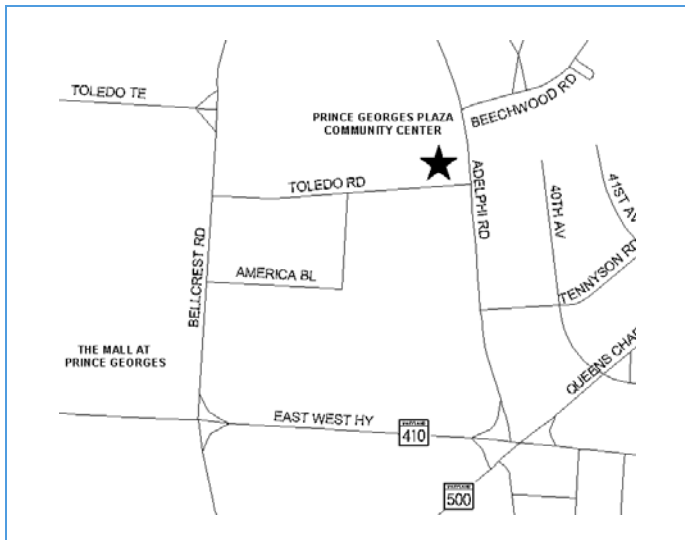 TOLEDO TE
PRINCE GEORGES PLAZA
COMMUNITY CENTER
BEECHWOOD RD
TOLEDO RD
ADELPHI RD
40TH AV
41ST AV
BELLCREST RD
AMERICA BL
TENNYSON RD
THE MALL AT
PRINCE GEORGES
QUEENS CHA
EAST WEST HY
410
500